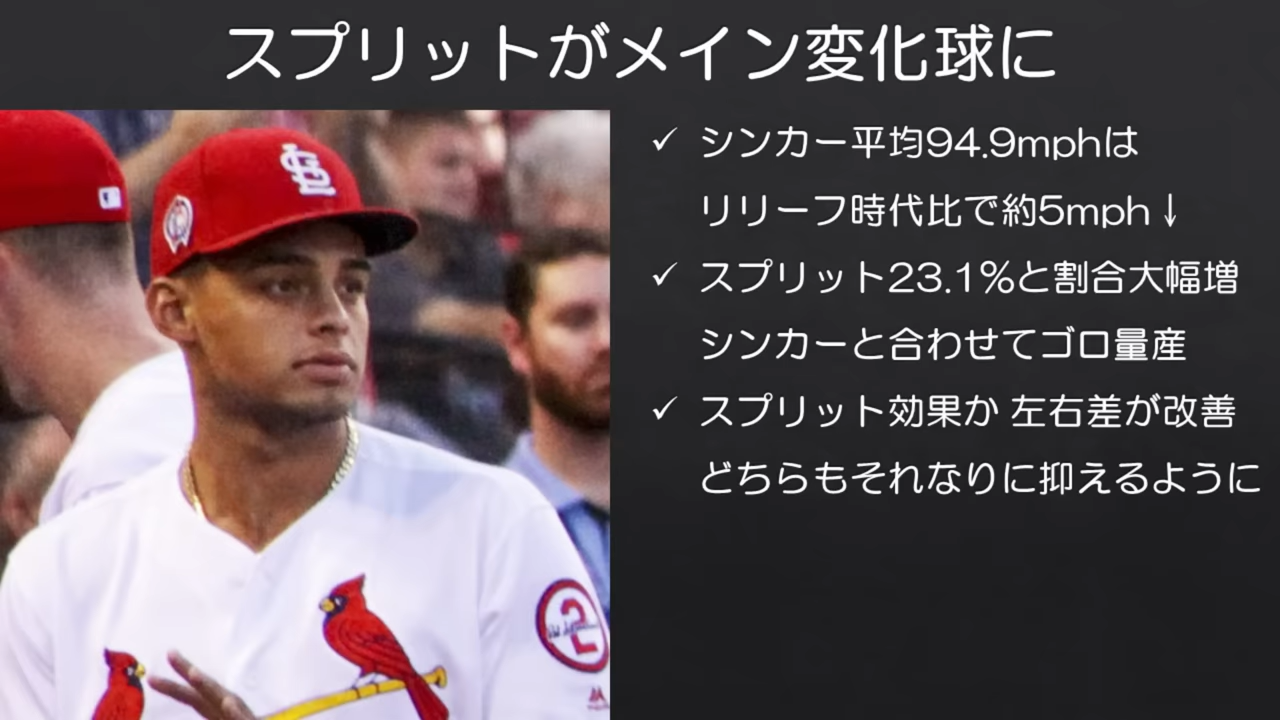 スプリットがメイン変化球に
✓ シンカー平均94.9mphは
リリーフ時代比で約5mph↓
✓ スプリット23.1%と割合大幅増
シンカーと合わせてゴロ量産
✓ スプリット効果か 左右差が改善
どちらもそれなりに抑えるように
STL
2